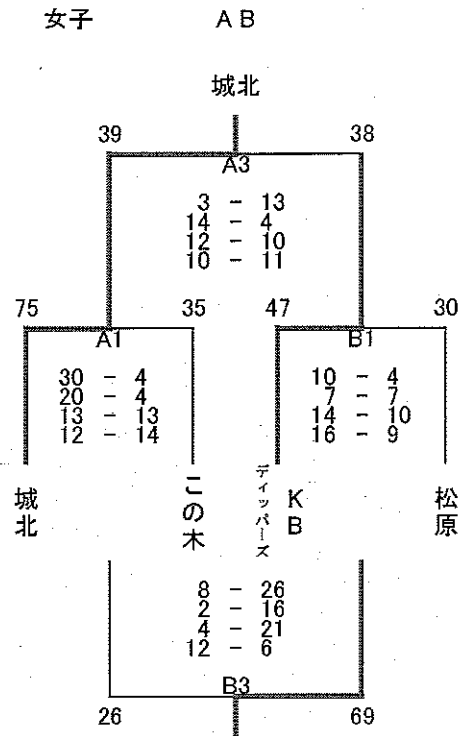 女子 AB
城北
39 38
A3
3 - 13
14 - 4
12 - 10
10 - 11
75 35 47 30
A1 B1
30 - 4 10 - 4
20 - 4 7 - 7
13 - 13 14 - 10
12 - 14 16 - 9
城北
この木
KB
ディッパーズ
松原
8 - 26
2 - 16
4 - 21
12 - 6
B3
26 69